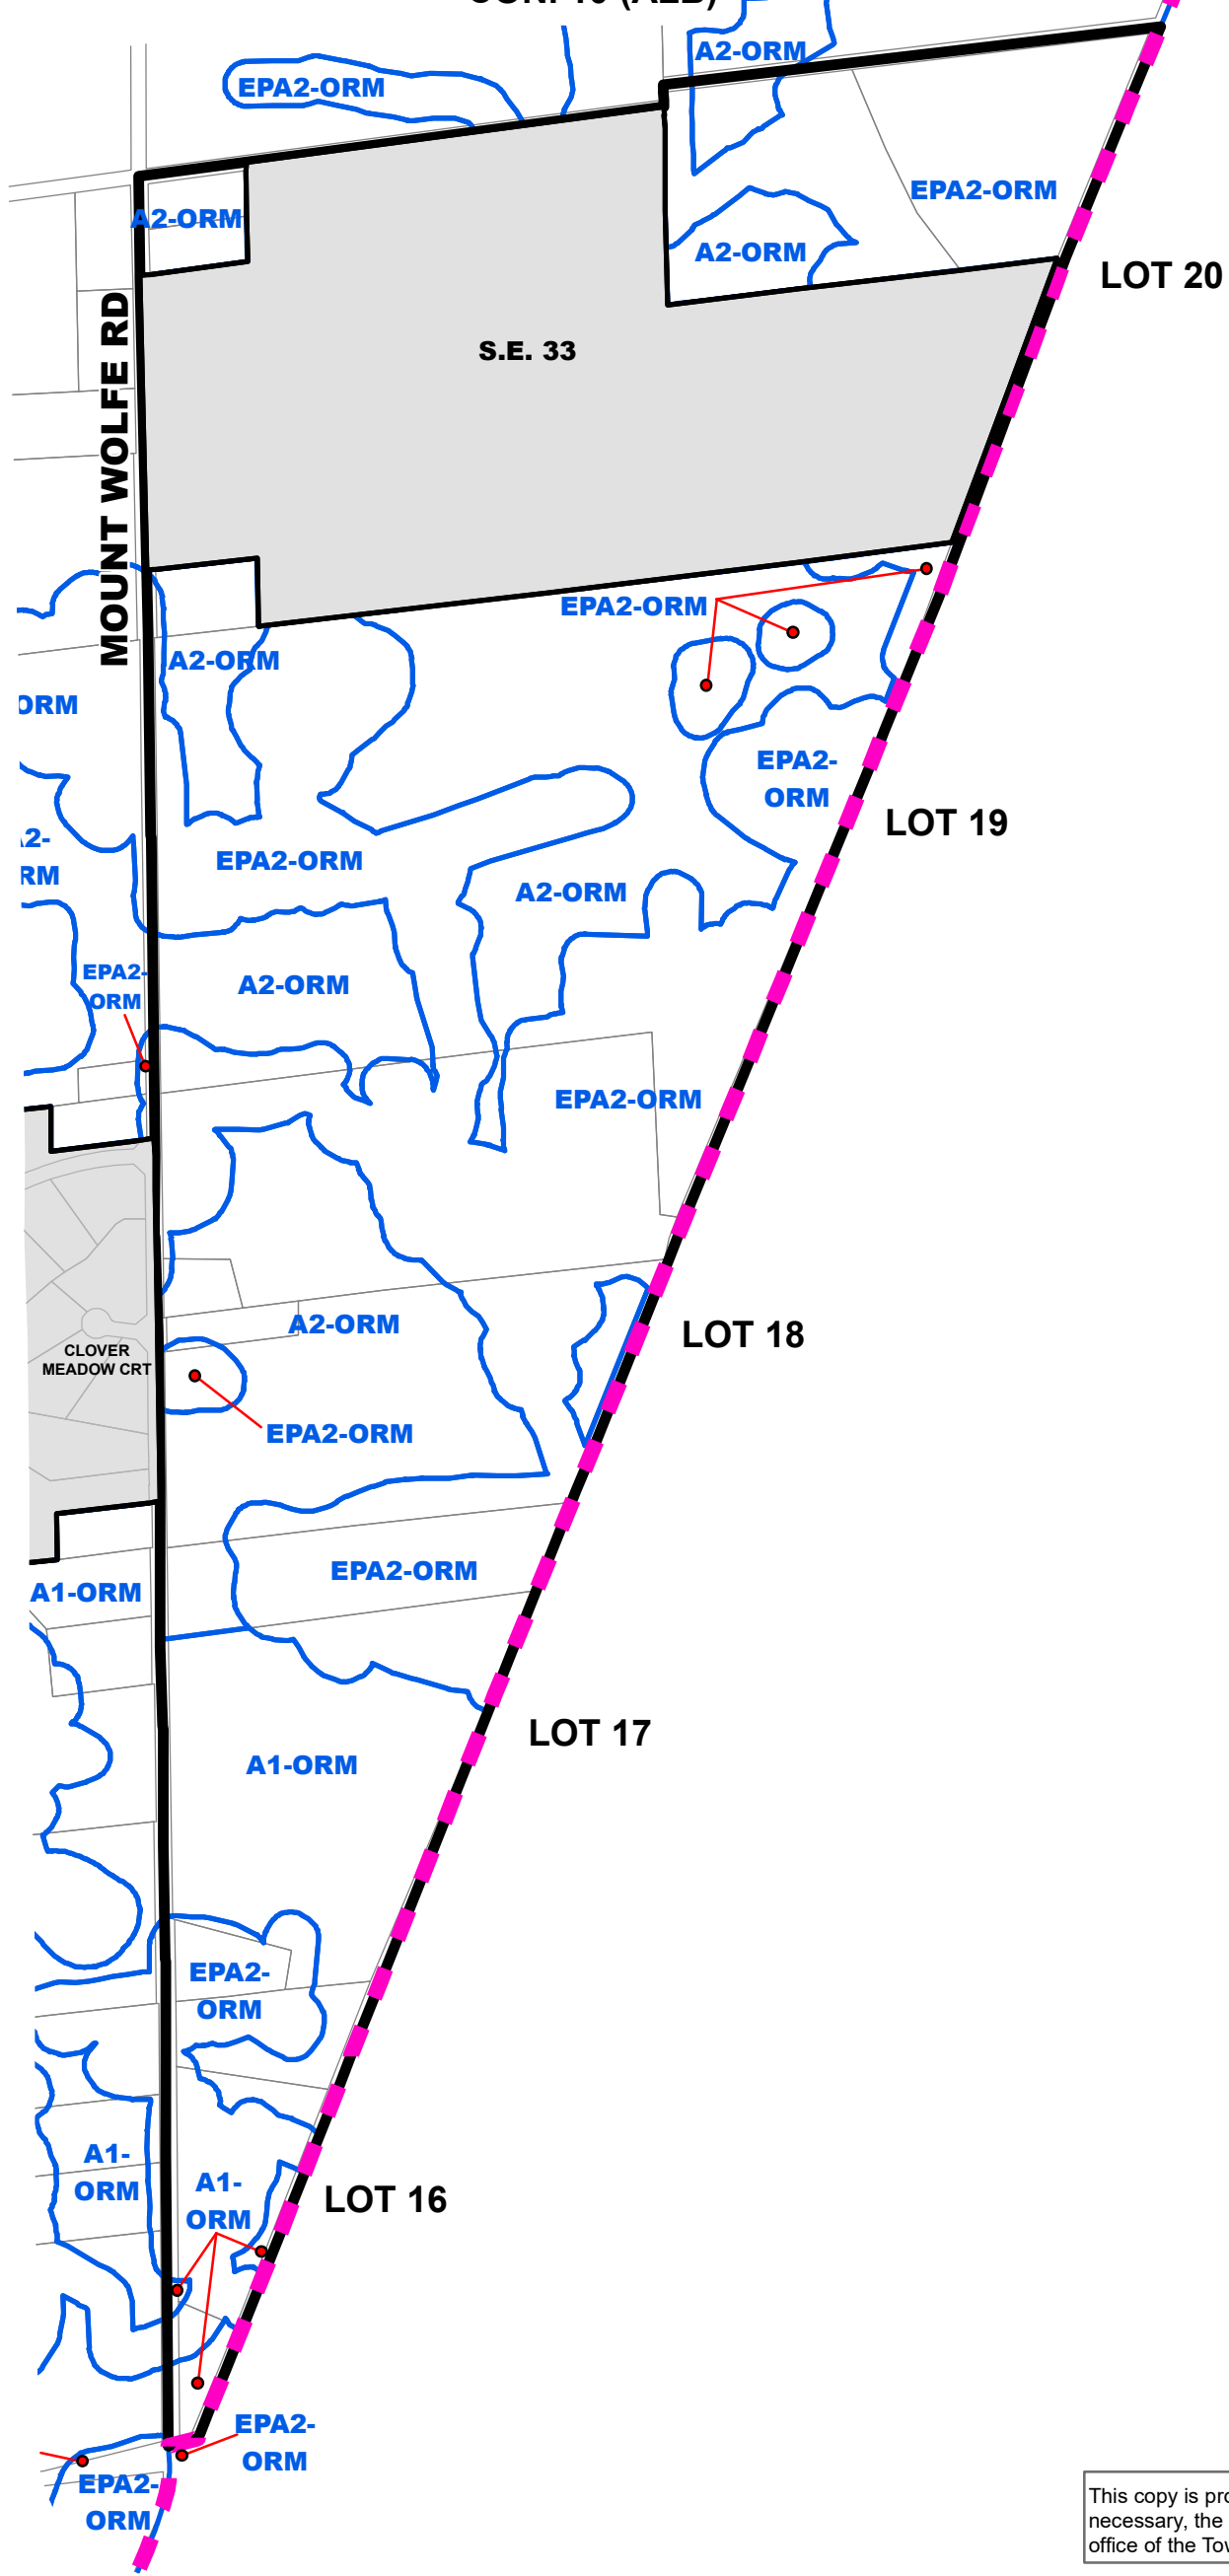 A2-ORM
EPA2-ORM
EPA2-ORM
A2-ORM
A2-ORM
LOT 20
MOUNT WOLFE RD
S.E. 33
EPA2-ORM
A2-ORM
ORM
EPA2-
ORM
LOT 19
EPA2-ORM
A2-ORM
A2-ORM
EPA2-
ORM
EPA2-ORM
A2-ORM
LOT 18
CLOVER
MEADOW CRT
EPA2-ORM
EPA2-ORM
A1-ORM
LOT 17
A1-ORM
EPA2-
ORM
A1-
ORM
A1-
ORM
LOT 16
EPA2-
ORM
EPA2-
ORM
This copy is pro
necessary, the
office of the Tow